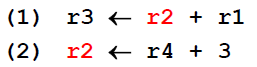 (1) r3 ← r2 + r1
(2) r2 ← r4 + 3